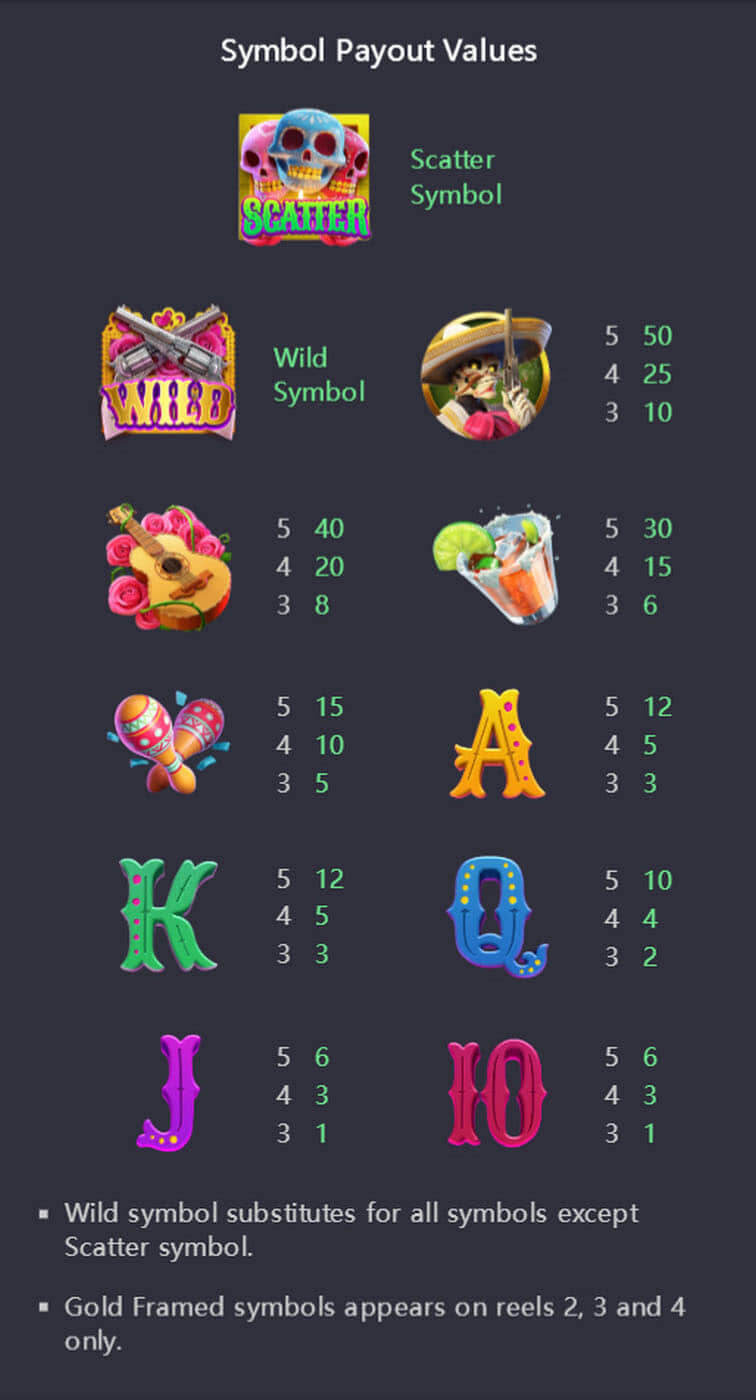 Symbol Payout Values
SCATTER
Scatter
Symbol
WILD
Wild
Symbol
5 50
4 25
3 10
5 40
4 20
3 8
5 30
4 15
3 6
5 15
4 10
3 5
A
5 12
4 5
3 3
K
5 12
4 5
3 3
Q
5 10
4 4
3 2
J
5 6
4 3
3 1
10
5 6
4 3
3 1
▪ Wild symbol substitutes for all symbols except
Scatter symbol.
▪ Gold Framed symbols appears on reels 2, 3 and 4
only.